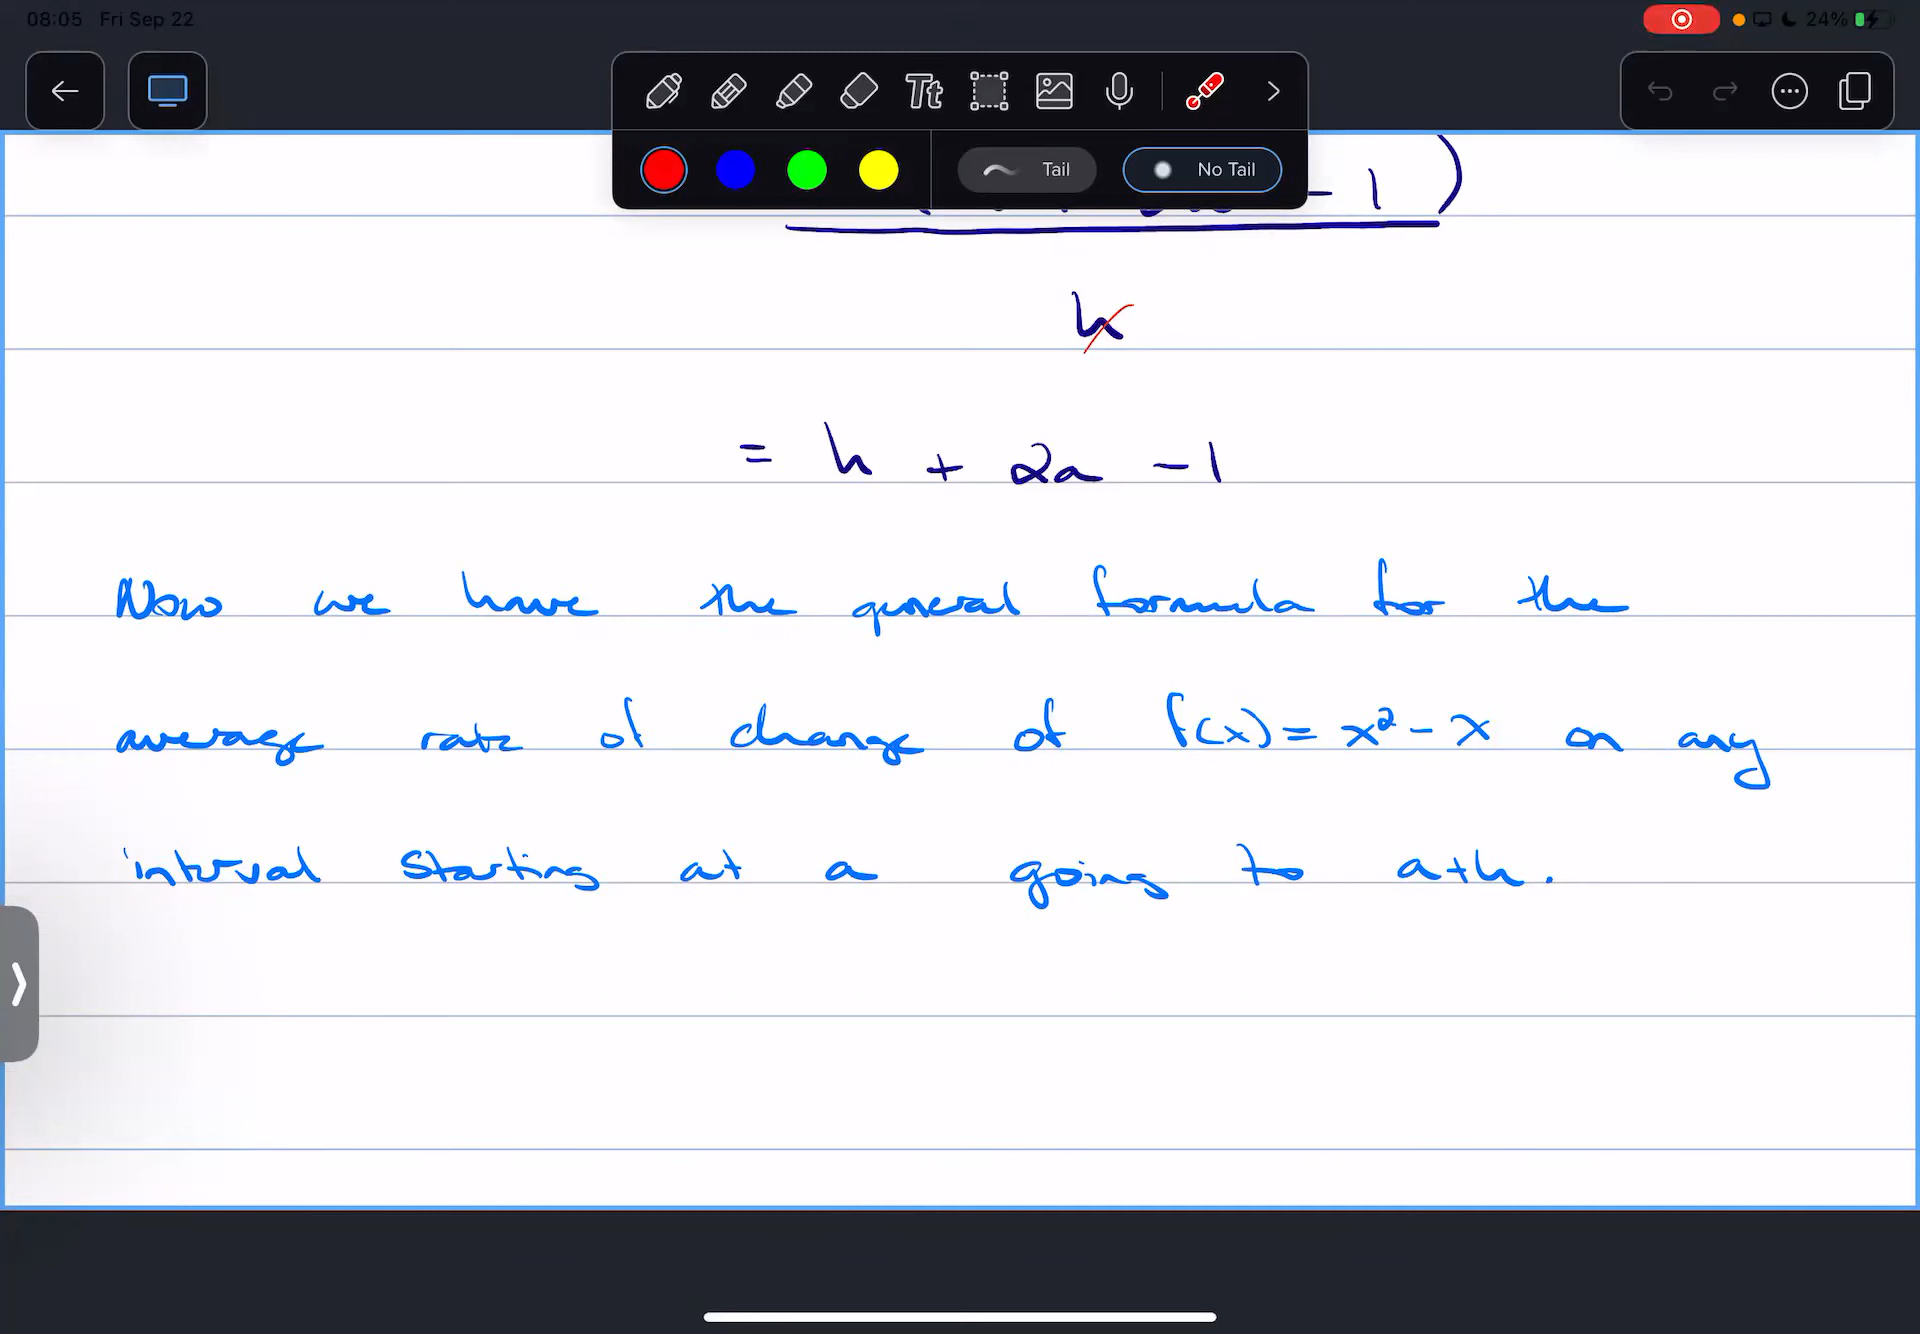 08:05 Fri Sep 22
24%
Tt
Tail No Tail
- 1 )
h
= h + 2a - 1
Now we have the general formula for the
average rate of change of f(x) = x² - x on any
interval starting at a going to a+h.